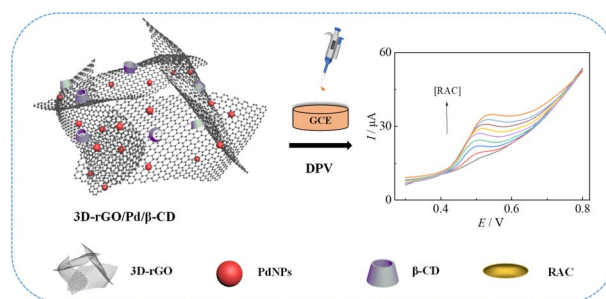 3D-rGO/Pd/β-CD
GCE
DPV
60
30
0
I / μA
[RAC]
0.4
0.6
0.8
E / V
3D-rGO
PdNPs
β-CD
RAC